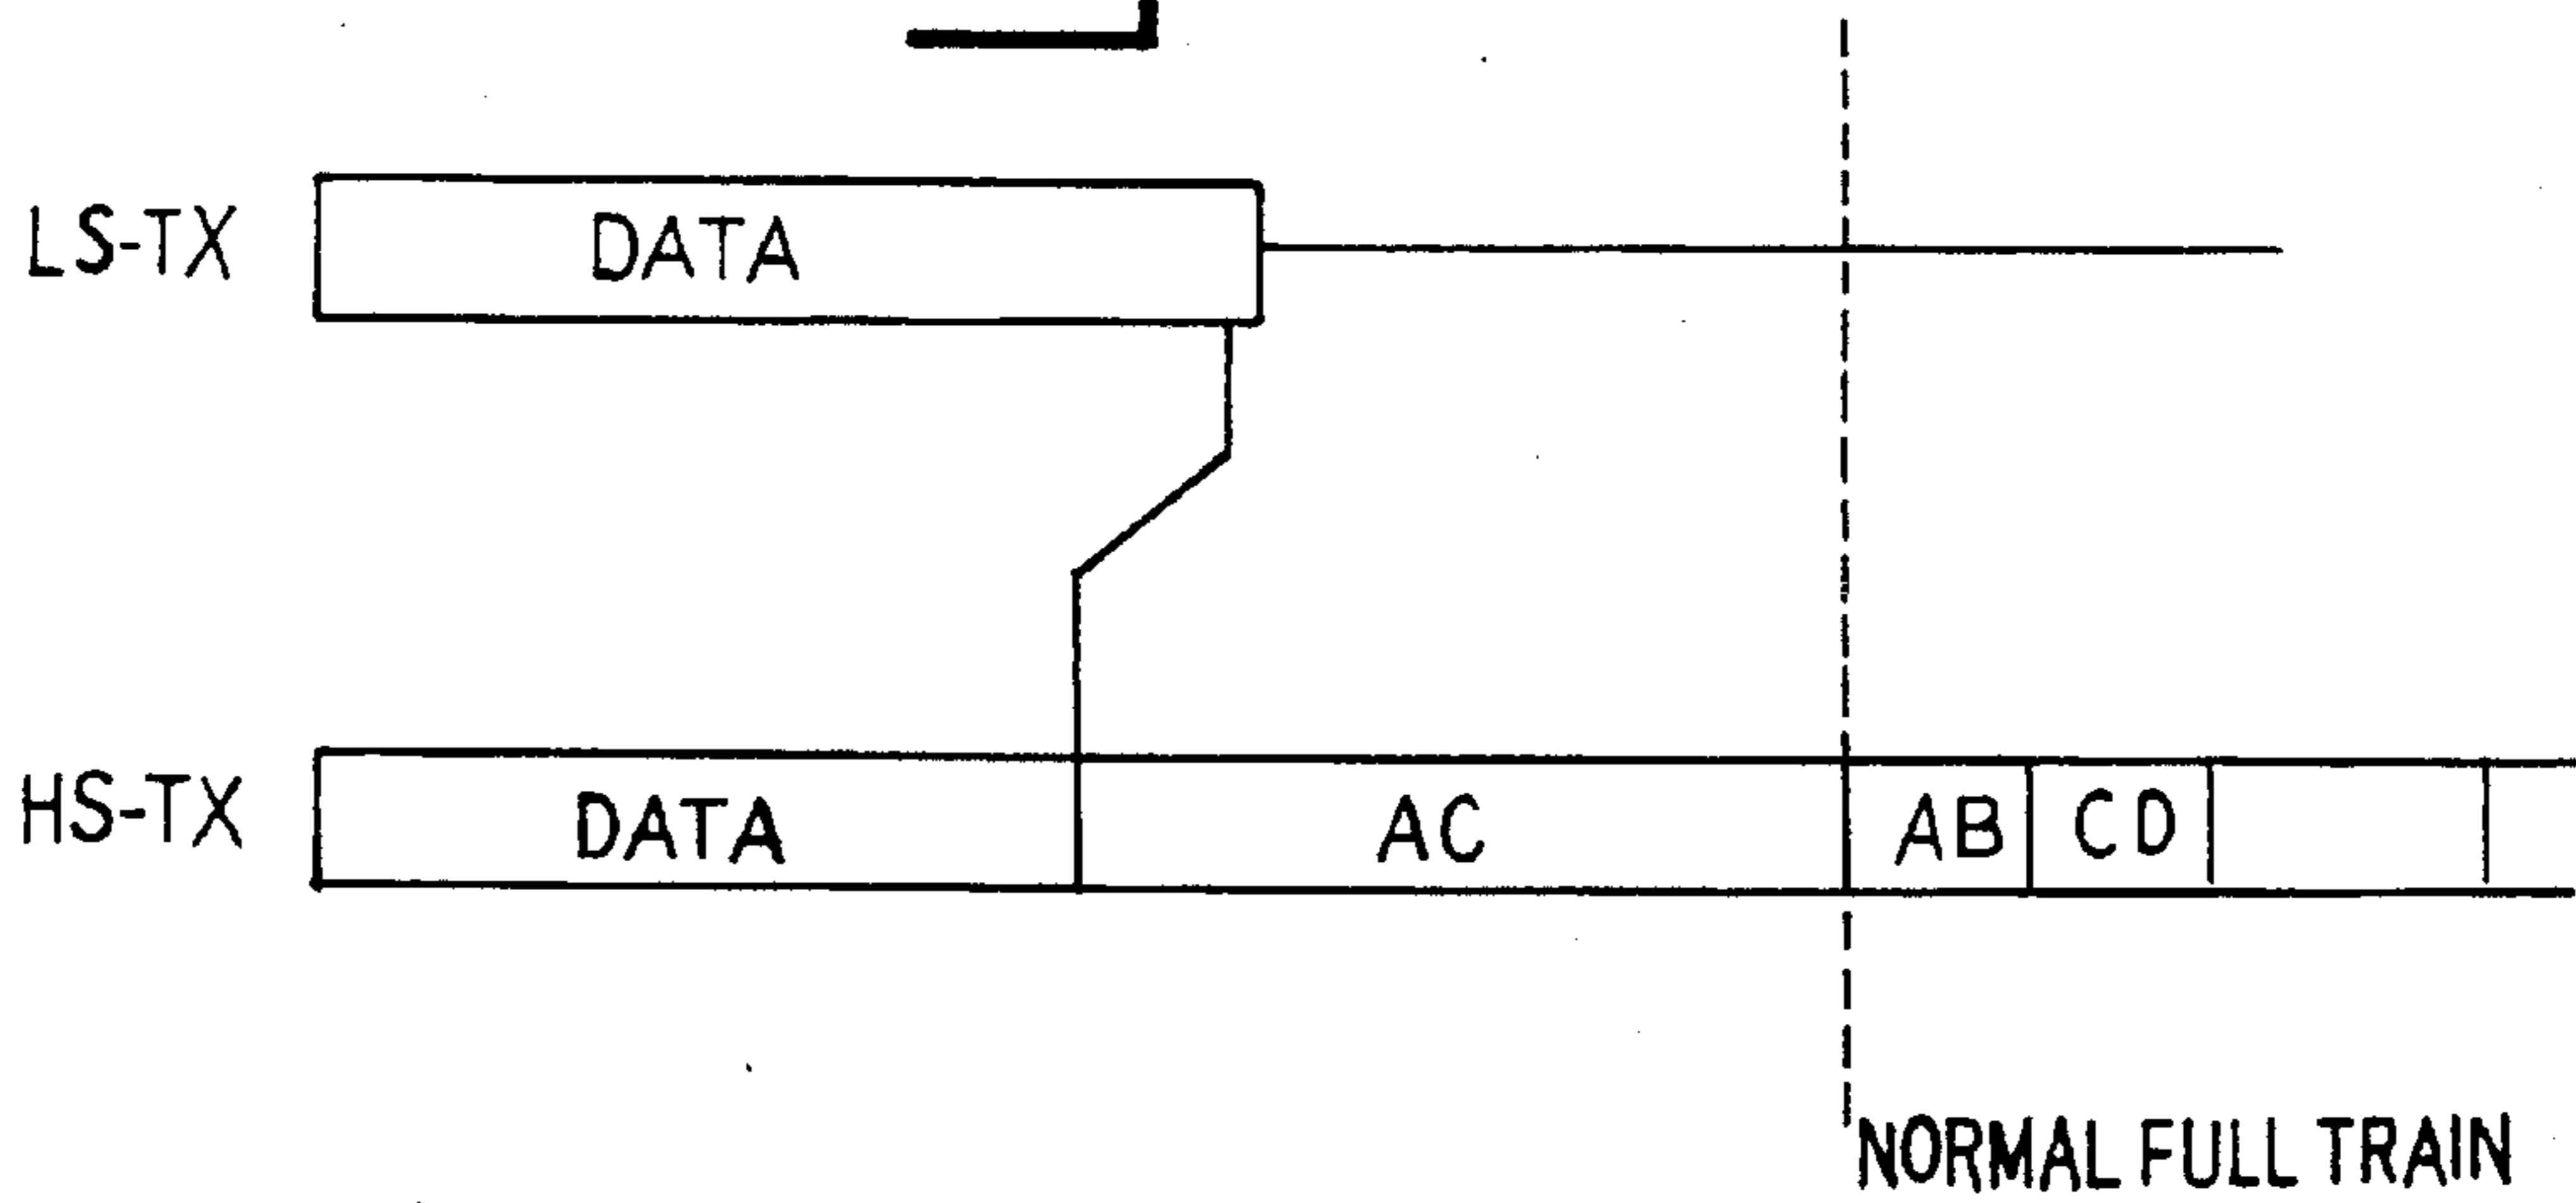 LS-TX DATA
HS-TX DATA AC AB CD
NORMAL FULL TRAIN